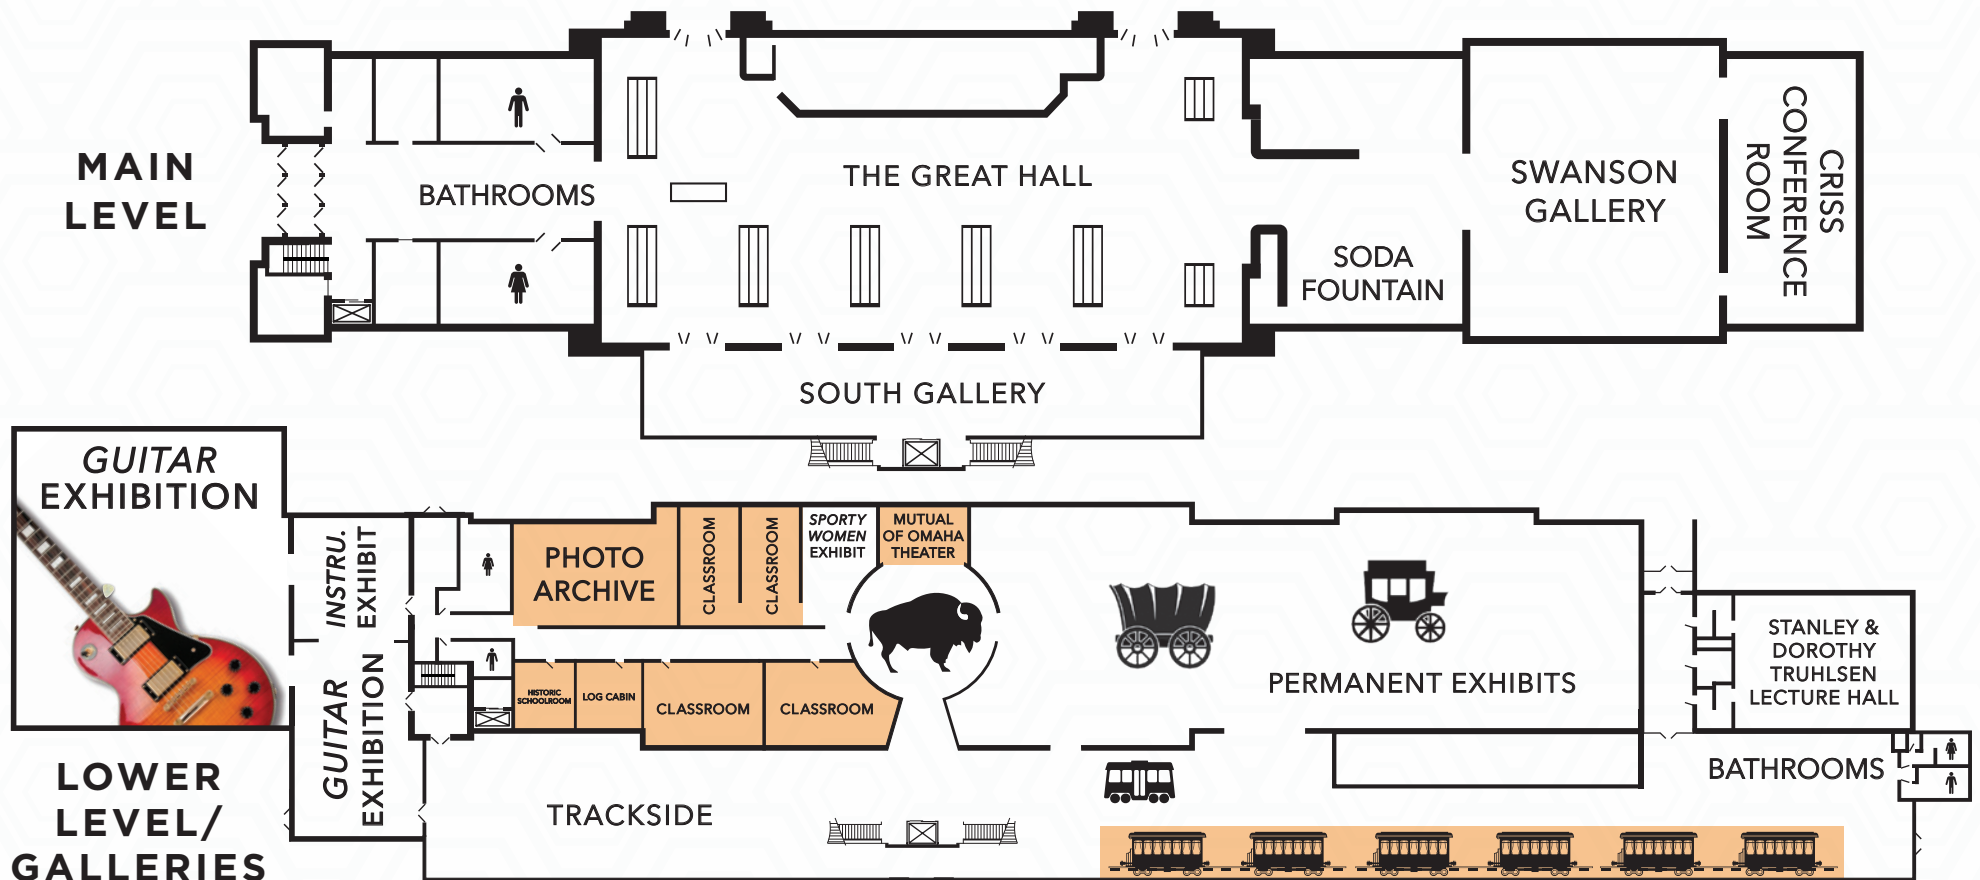 MAIN
LEVEL
BATHROOMS
THE GREAT HALL
SODA
FOUNTAIN
SWANSON
GALLERY
CRISS
CONFERENCE
ROOM
SOUTH GALLERY
GUITAR
EXHIBITION
INSTRU.
EXHIBIT
GUITAR
EXHIBITION
PHOTO
ARCHIVE
CLASSROOM
CLASSROOM
SPORTY
WOMEN
EXHIBIT
MUTUAL
OF OMAHA
THEATER
HISTORIC
SCHOOLROOM
LOG CABIN
CLASSROOM
CLASSROOM
PERMANENT EXHIBITS
STANLEY &
DOROTHY
TRUHLSEN
LECTURE HALL
BATHROOMS
TRACKSIDE
LOWER
LEVEL/
GALLERIES